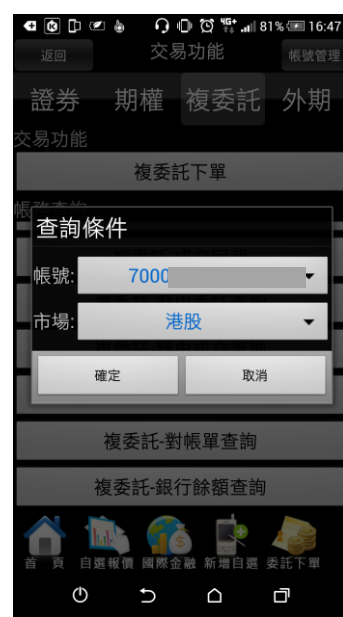 4G+ 81% 16:47
返回 交易功能 帳號管理
證券 期權 複委託 外期
交易功能
複委託下單
查詢條件
帳號: 7000
市場: 港股
確定 取消
複委託-對帳單查詢
複委託-銀行餘額查詢
首 頁 自選報價 國際金融 新增自選 委託下單